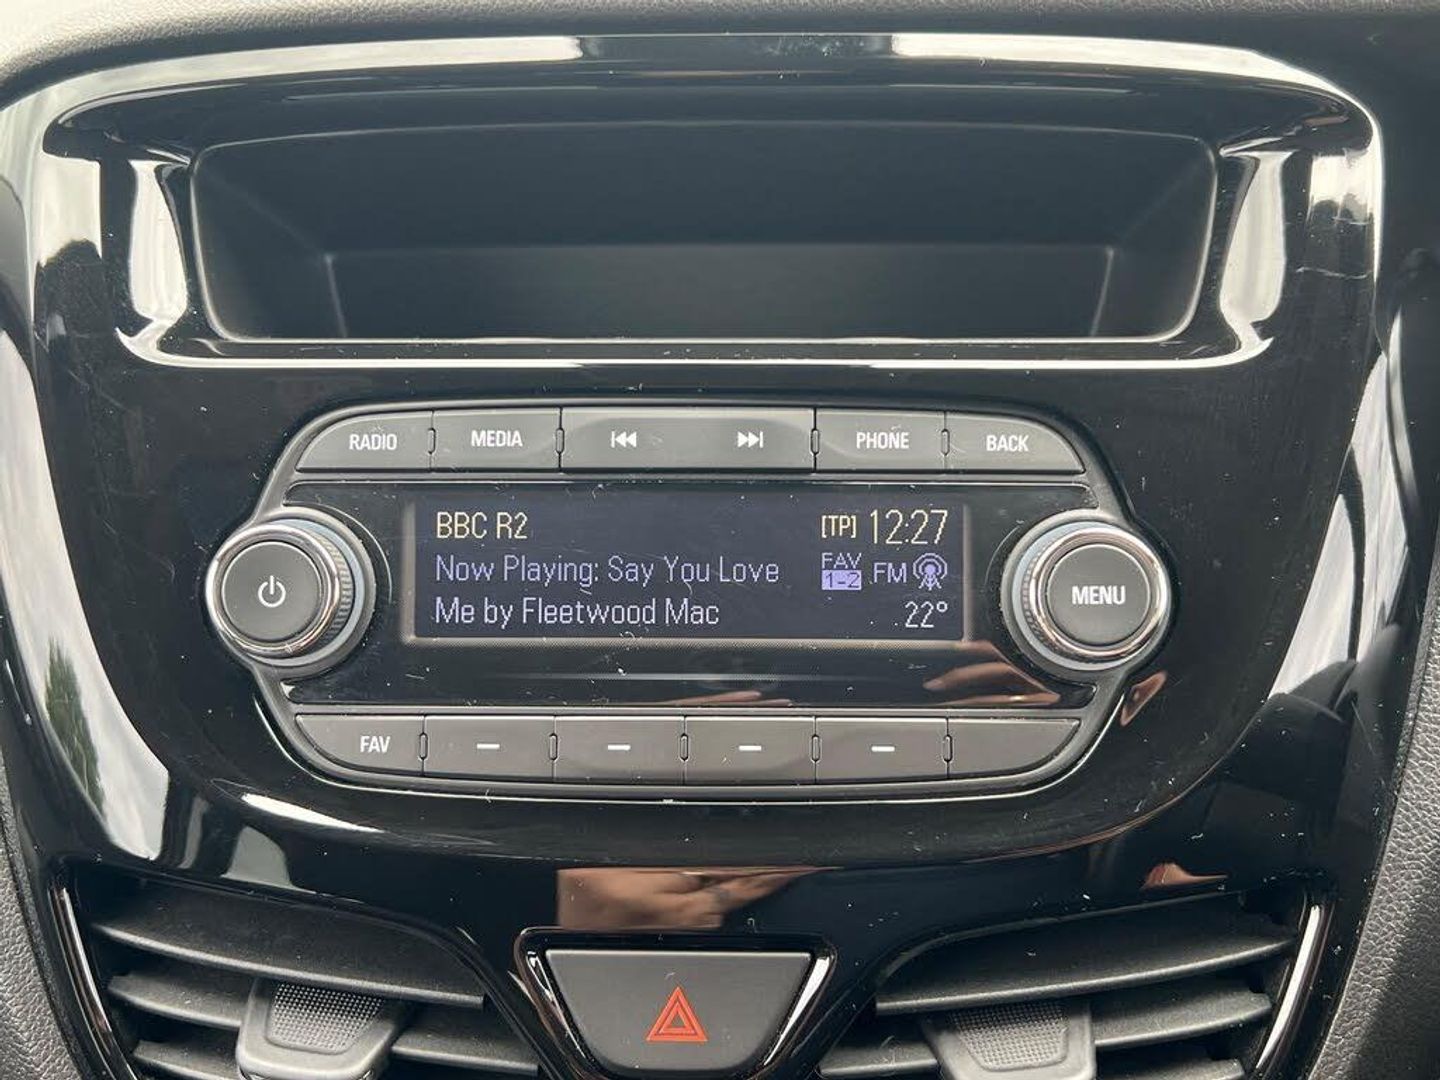 RADIO MEDIA PHONE BACK
BBC R2 [TP] 12:27
Now Playing: Say You Love FAV 1-2 FM
Me by Fleetwood Mac 22°
MENU
FAV